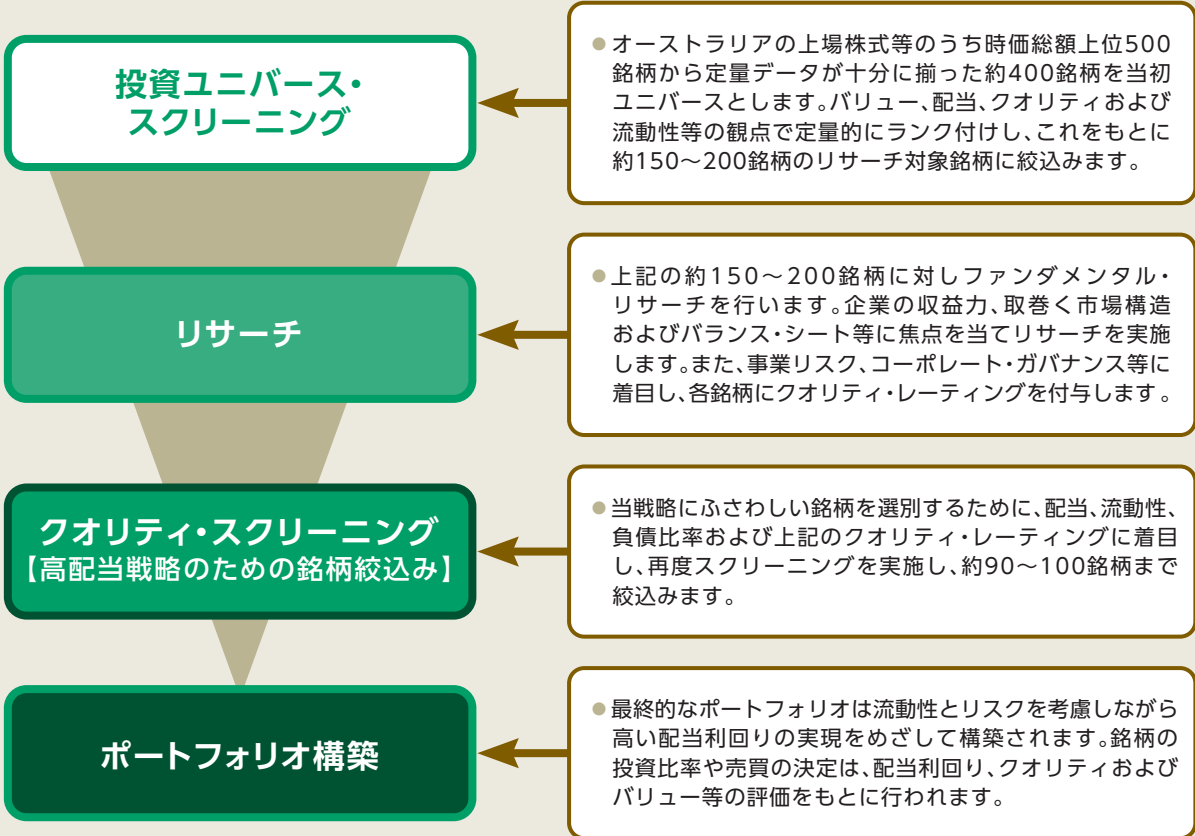 投資ユニバース・
スクリーニング
●オーストラリアの上場株式等のうち時価総額上位500
銘柄から定量データが十分に揃った約400銘柄を当初
ユニバースとします。バリュー、配当、クオリティおよび
流動性等の観点で定量的にランク付けし、これをもとに
約150～200銘柄のリサーチ対象銘柄に絞込みます。
リサーチ
●上記の約150～200銘柄に対しファンダメンタル・
リサーチを行います。企業の収益力、取巻く市場構造
およびバランス・シート等に焦点を当てリサーチを実施
します。また、事業リスク、コーポレート・ガバナンス等に
着目し、各銘柄にクオリティ・レーティングを付与します。
クオリティ・スクリーニング
【高配当戦略のための銘柄絞込み】
●当戦略にふさわしい銘柄を選別するために、配当、流動性、
負債比率および上記のクオリティ・レーティングに着目
し、再度スクリーニングを実施し、約90～100銘柄まで
絞込みます。
ポートフォリオ構築
●最終的なポートフォリオは流動性とリスクを考慮しながら
高い配当利回りの実現をめざして構築されます。銘柄の
投資比率や売買の決定は、配当利回り、クオリティおよび
バリュー等の評価をもとに行われます。